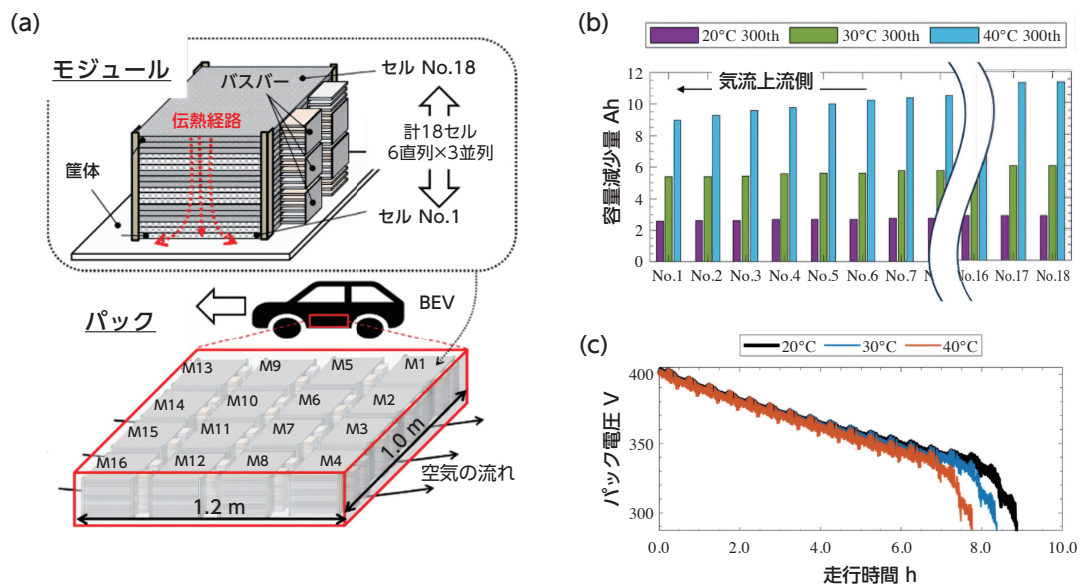 (a)
モジュール
バスバー
セル No.18
伝熱経路
計18セル
6直列×3並列
筐体
セル No.1
パック
BEV
M13
M9
M5
M1
M14
M10
M6
M2
M15
M11
M7
M3
M16
M12
M8
M4
1.0 m
空気の流れ
1.2 m
(b)
20°C 300th
30°C 300th
40°C 300th
容量減少量 Ah
気流上流側
12
10
8
6
4
2
0
No.1
No.2
No.3
No.4
No.5
No.6
No.7
No.16
No.17
No.18
(c)
20°C
30°C
40°C
パック電圧 V
400
350
300
0.0
2.0
4.0
6.0
8.0
10.0
走行時間 h